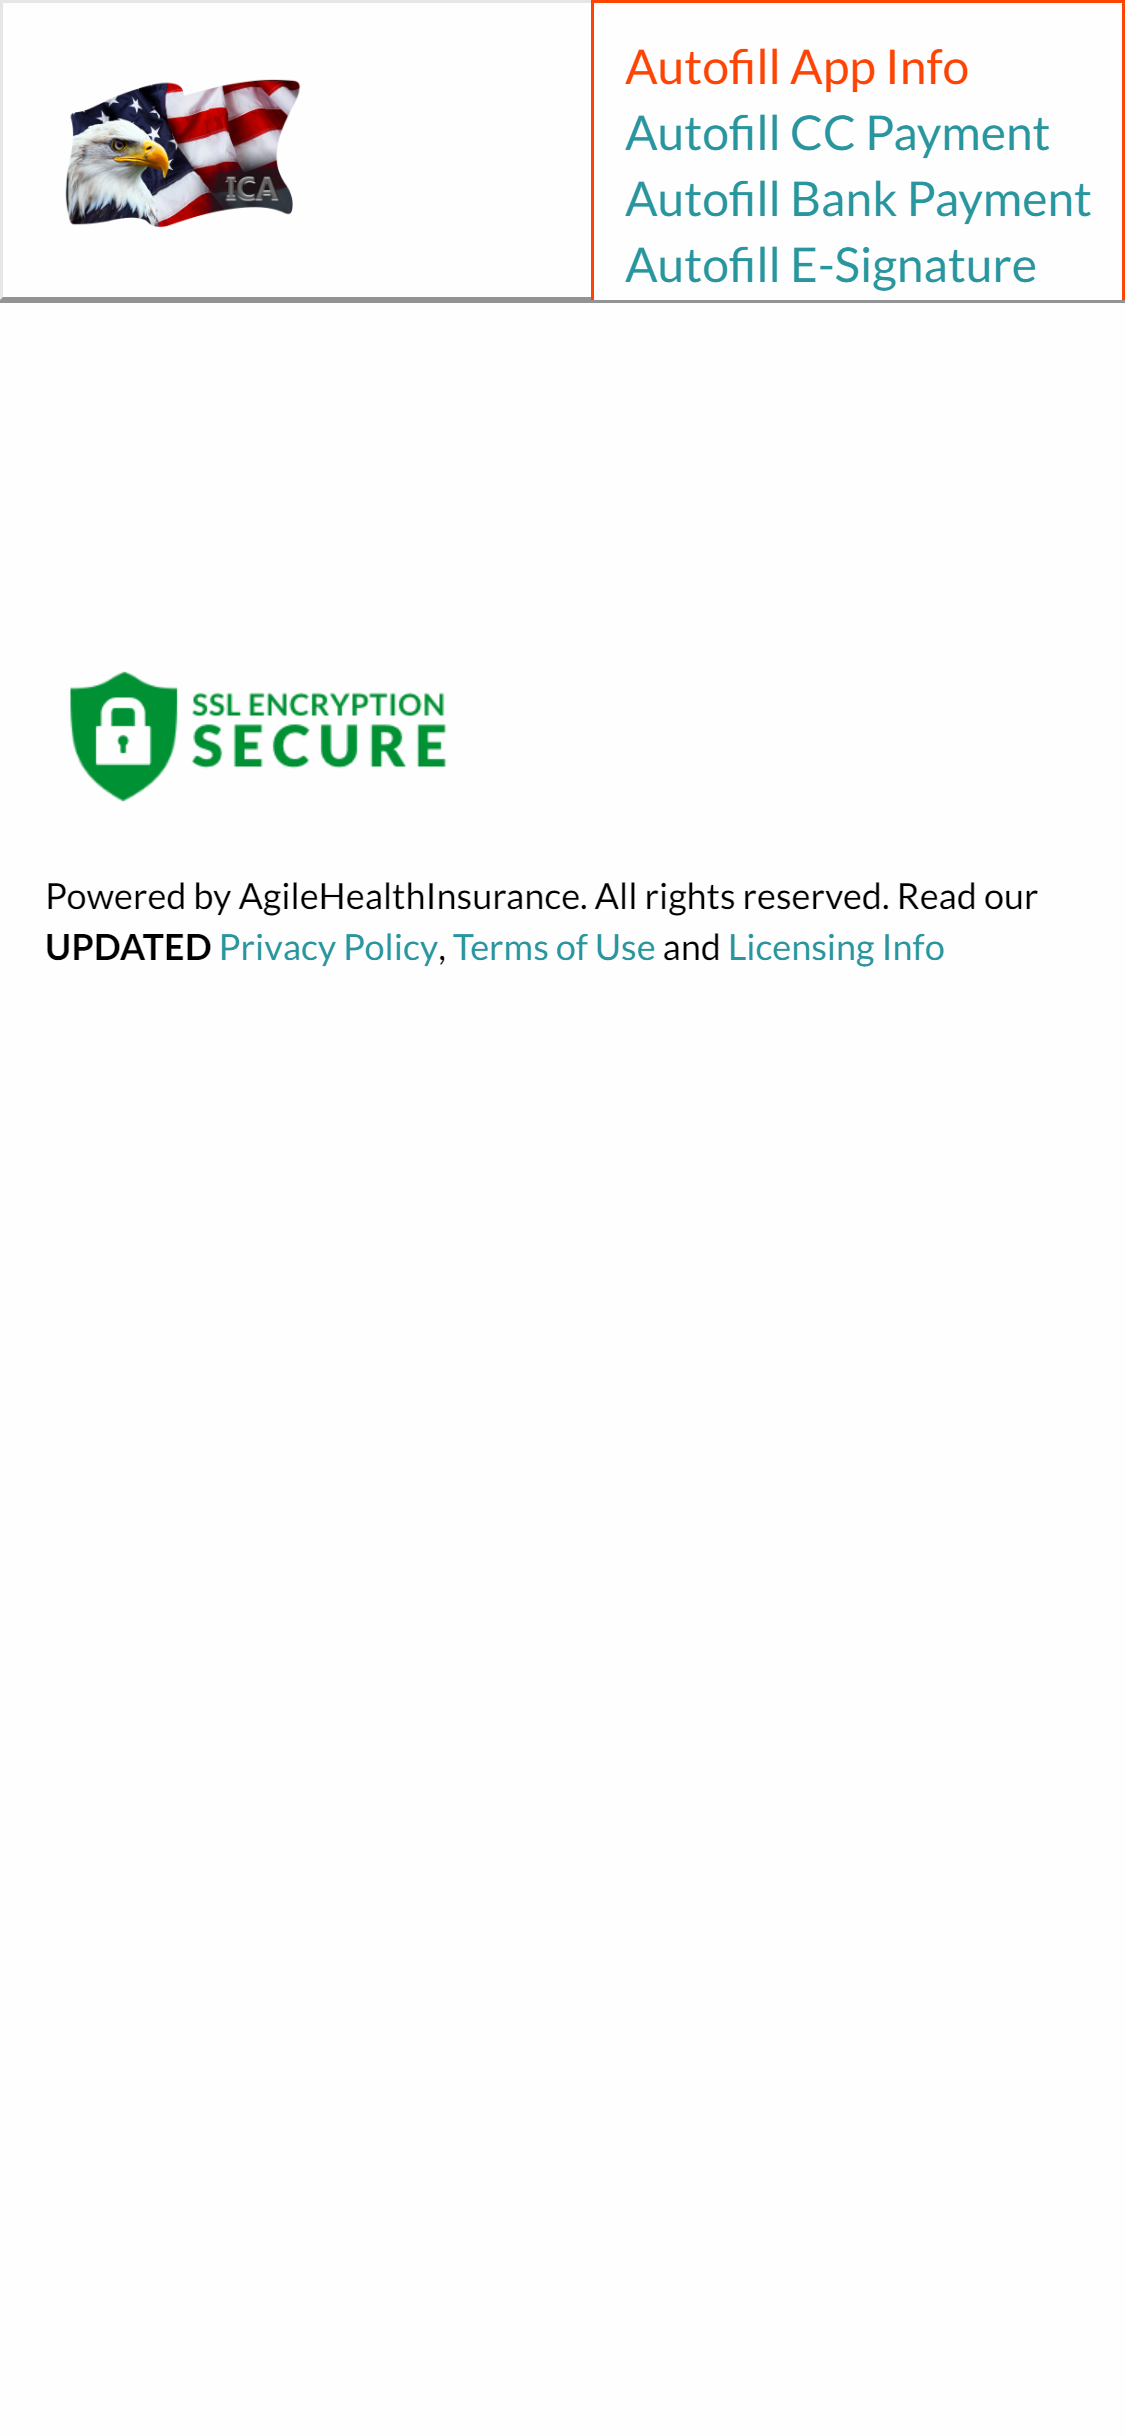 ICA
Autofill App Info
Autofill CC Payment
Autofill Bank Payment
Autofill E-Signature
SSL ENCRYPTION
SECURE
Powered by AgileHealthInsurance. All rights reserved. Read our
UPDATED Privacy Policy, Terms of Use and Licensing Info